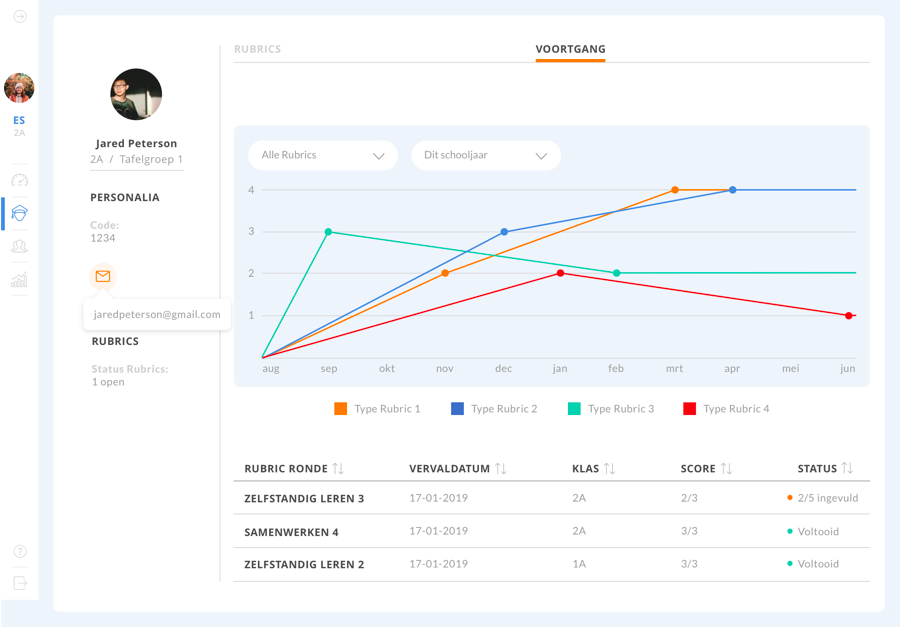 ES
2A
Jared Peterson
2A / Tafelgroep 1
PERSONALIA
Code:
1234
jaredpeterson@gmail.com
RUBRICS
Status Rubrics:
1 open
?
RUBRICS VOORTGANG
Alle Rubrics Dit schooljaar
4
3
2
1
aug sep okt nov dec jan feb mrt apr mei jun
Type Rubric 1 Type Rubric 2 Type Rubric 3 Type Rubric 4
RUBRIC RONDE VERVALDATUM KLAS SCORE STATUS
ZELFSTANDIG LEREN 3 17-01-2019 2A 2/3 2/5 ingevuld
SAMENWERKEN 4 17-01-2019 2A 3/3 Voltooid
ZELFSTANDIG LEREN 2 17-01-2019 1A 3/3 Voltooid